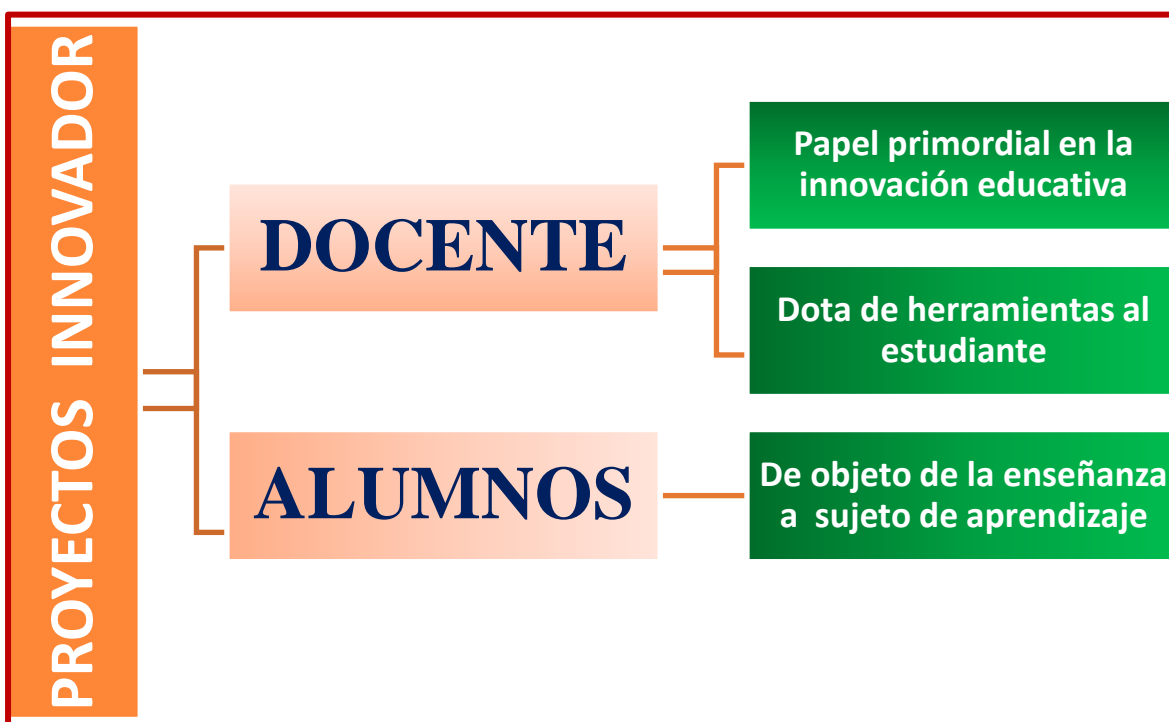 PROYECTOS INNOVADOR
DOCENTE
Papel primordial en la
innovación educativa
Dota de herramientas al
estudiante
ALUMNOS
De objeto de la enseñanza
a sujeto de aprendizaje